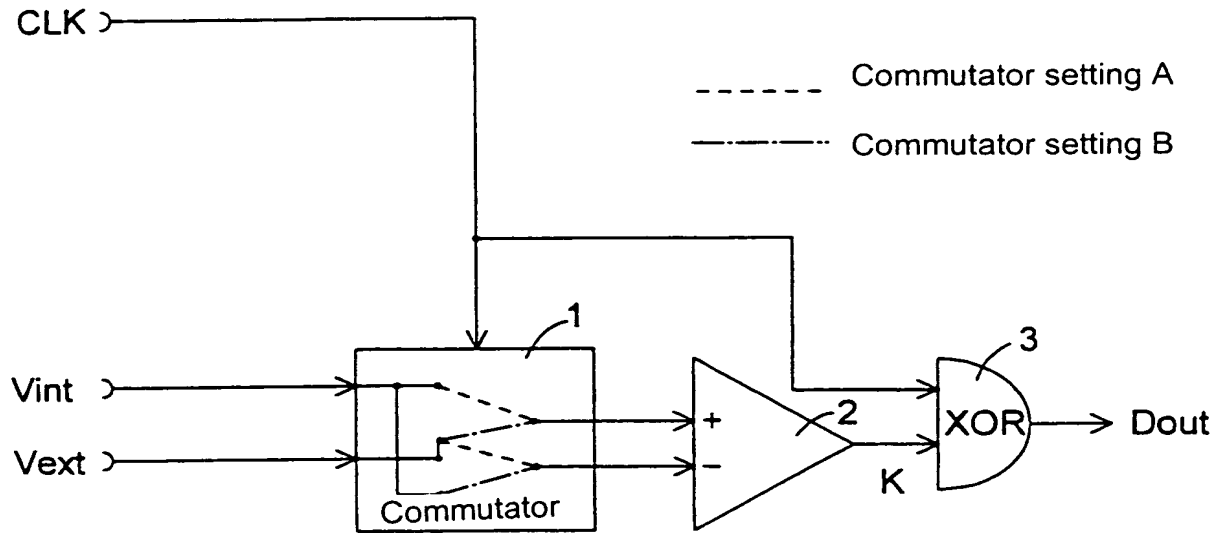 CLK
Commutator setting A
Commutator setting B
1
3
Vint
+
2
XOR
Dout
Vext
−
K
Commutator